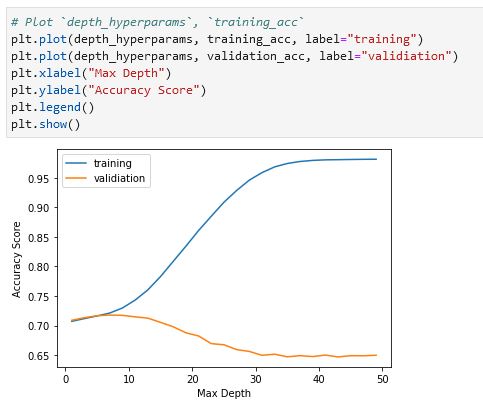 # Plot `depth_hyperparams`, `training_acc`
plt.plot(depth_hyperparams, training_acc, label="training")
plt.plot(depth_hyperparams, validation_acc, label="validiation")
plt.xlabel("Max Depth")
plt.ylabel("Accuracy Score")
plt.legend()
plt.show()
training
validiation
Accuracy Score
0.95
0.90
0.85
0.80
0.75
0.70
0.65
0 10 20 30 40 50
Max Depth